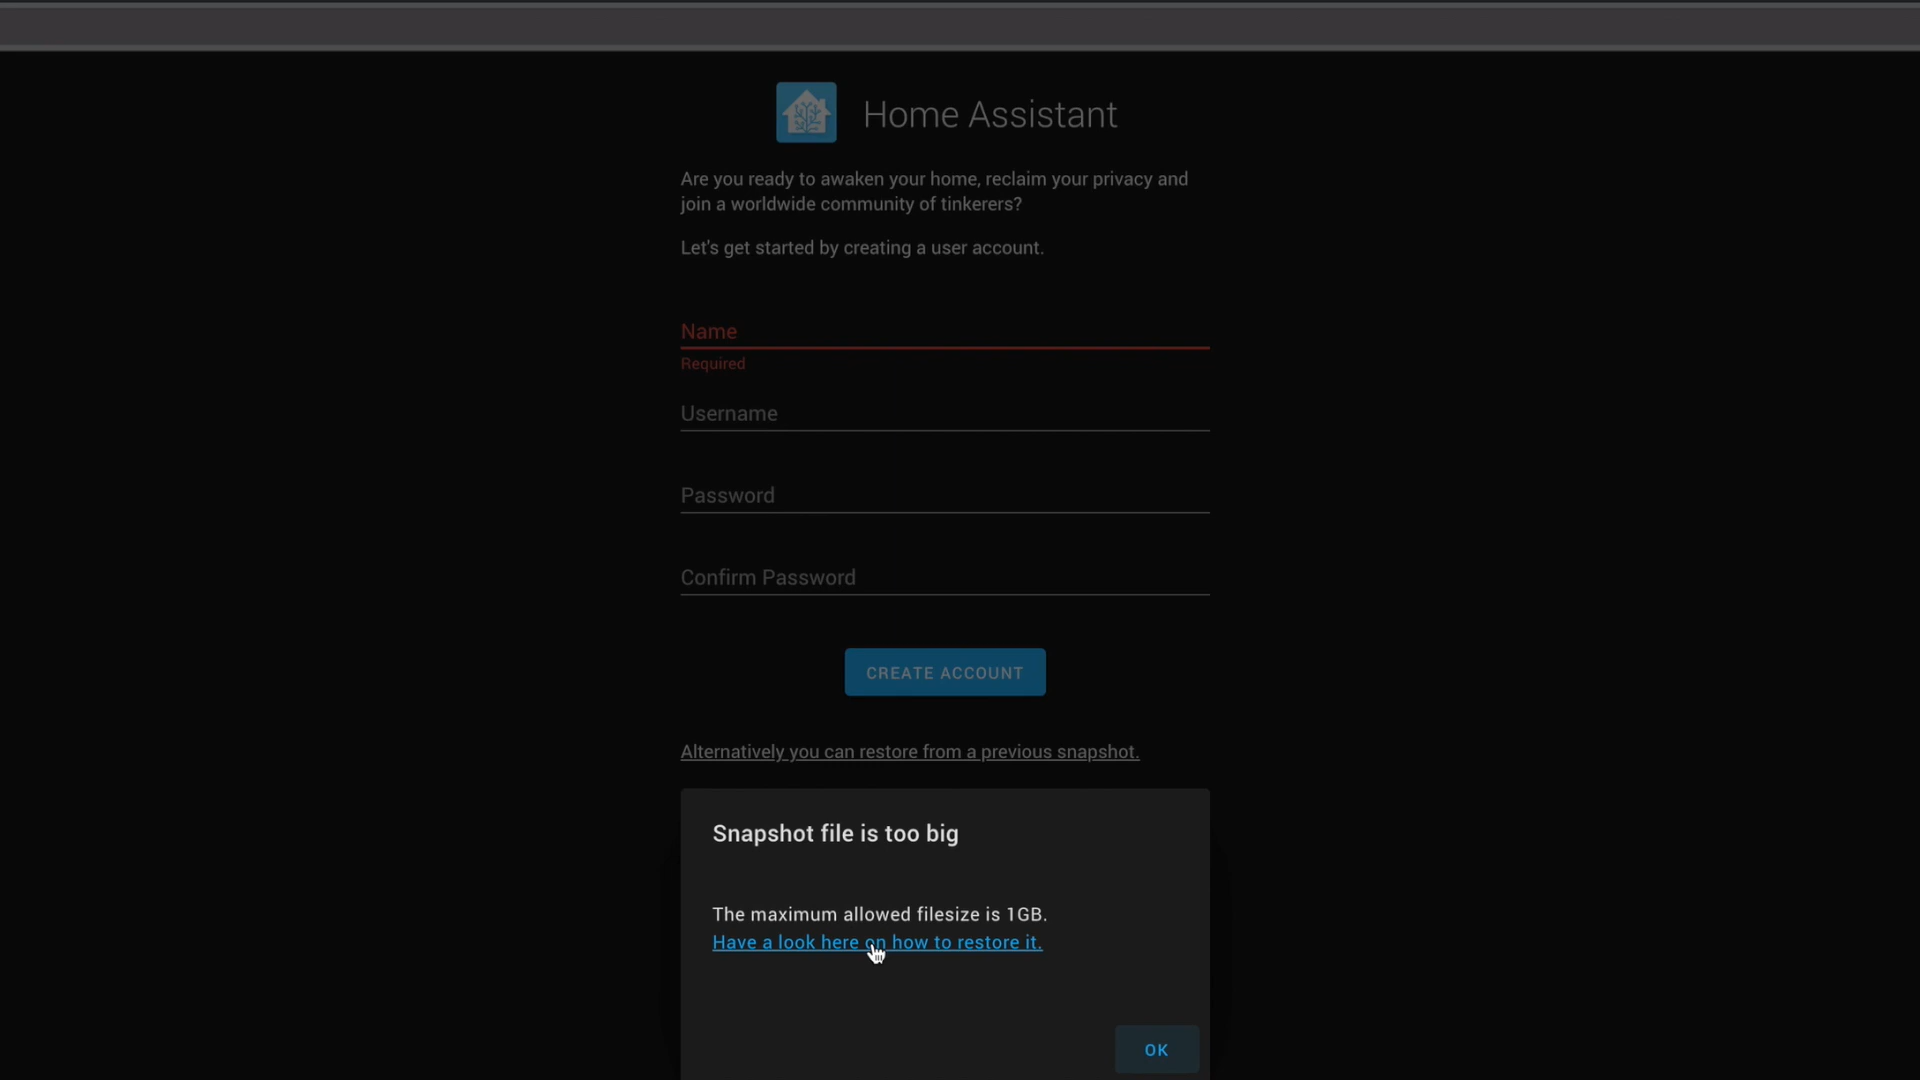 Home Assistant
Are you ready to awaken your home, reclaim your privacy and
join a worldwide community of tinkerers?
Let's get started by creating a user account.
Name
Required
Username
Password
Confirm Password
CREATE ACCOUNT
Alternatively you can restore from a previous snapshot.
Snapshot file is too big
The maximum allowed filesize is 1GB.
Have a look here on how to restore it.
OK